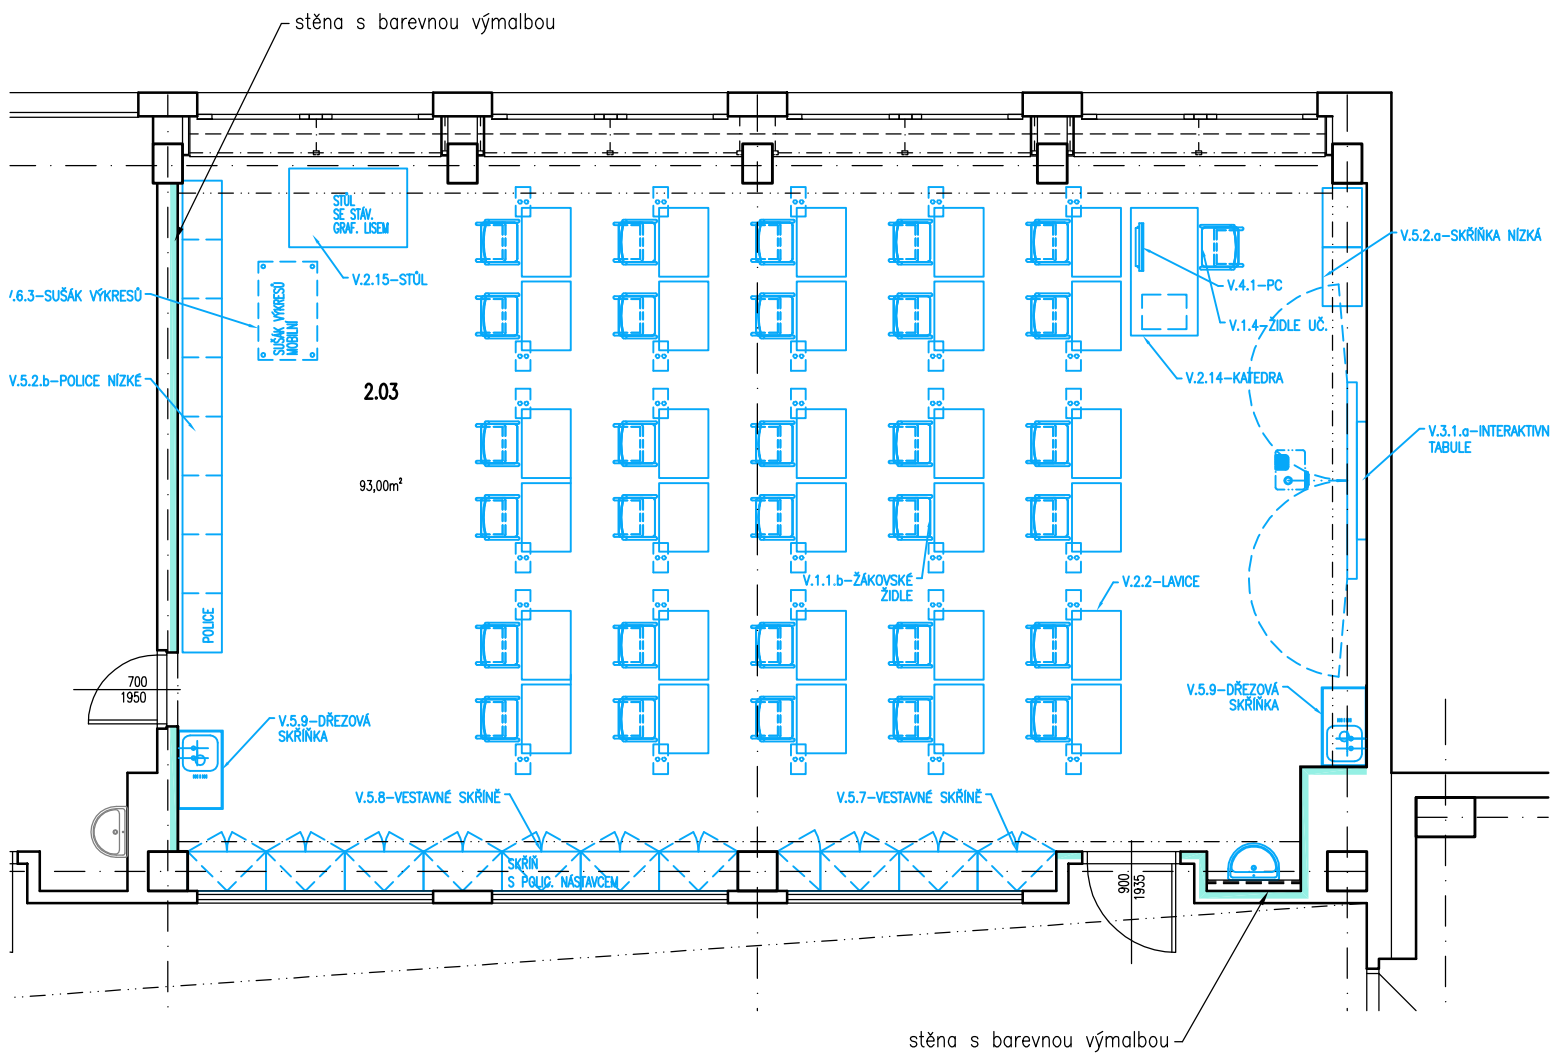 stěna s barevnou výmalbou
STŮL
SE STÁV.
GRAF. LISEM
V.2.15-STŮL
V.6.3-SUŠÁK VÝKRESŮ
SUŠÁK VÝKRESŮ
MOBILNÍ
V.5.2.b-POLICE NÍZKÉ
2.03
93,00m²
V.5.2.a-SKŘÍŇKA NÍZKÁ
V.4.1-PC
V.1.4-ŽIDLE UČ.
V.2.14-KATEDRA
V.3.1.a-INTERAKTIVN
TABULE
V.1.1.b-ŽÁKOVSKÉ
ŽIDLE
V.2.2-LAVICE
POLICE
700
1950
V.5.9-DŘEZOVÁ
SKŘÍŇKA
V.5.9-DŘEZOVÁ
SKŘÍŇKA
V.5.8-VESTAVNÉ SKŘÍNĚ
V.5.7-VESTAVNÉ SKŘÍNĚ
SKŘÍŇ
S POLIC. NÁSTAVCEM
900
1935
stěna s barevnou výmalbou